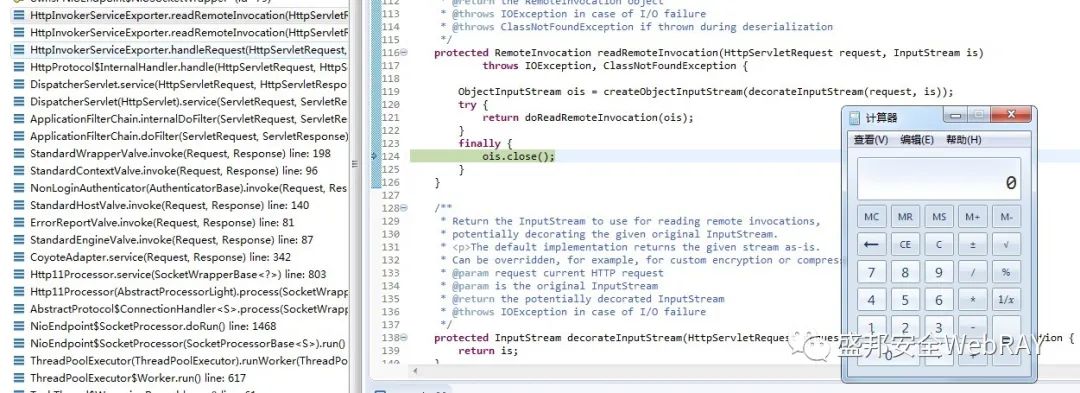 HttpInvokerServiceExporter.readRemoteInvocation(HttpServletR
HttpInvokerServiceExporter.readRemoteInvocation(HttpServletR
HttpInvokerServiceExporter.handleRequest(HttpServletRequest,
HttpProtocol$InternalHandler.handle(HttpServletRequest, HttpS
DispatcherServlet.service(HttpServletRequest, HttpServletRespo
DispatcherServlet(HttpServlet).service(ServletRequest, ServletRe
ApplicationFilterChain.internalDoFilter(ServletRequest, ServletR
ApplicationFilterChain.doFilter(ServletRequest, ServletResponse)
StandardWrapperValve.invoke(Request, Response) line: 198
StandardContextValve.invoke(Request, Response) line: 96
NonLoginAuthenticator(AuthenticatorBase).invoke(Request, Res
StandardHostValve.invoke(Request, Response) line: 140
ErrorReportValve.invoke(Request, Response) line: 81
StandardEngineValve.invoke(Request, Response) line: 87
CoyoteAdapter.service(Request, Response) line: 342
Http11Processor.service(SocketWrapperBase<?>) line: 803
Http11Processor(AbstractProcessorLight).process(SocketWrapp
AbstractProtocol$ConnectionHandler<S>.process(SocketWrapp
NioEndpoint$SocketProcessor.doRun() line: 1468
NioEndpoint$SocketProcessor(SocketProcessorBase<S>).run()
ThreadPoolExecutor(ThreadPoolExecutor).runWorker(ThreadPo
ThreadPoolExecutor$Worker.run() line: 617
112 * @return the RemoteInvocation object
113 * @throws IOException in case of I/O failure
114 * @throws ClassNotFoundException if thrown during deserialization
115 */
116 protected RemoteInvocation readRemoteInvocation(HttpServletRequest request, InputStream is)
117 throws IOException, ClassNotFoundException {
118
119 ObjectInputStream ois = createObjectInputStream(decorateInputStream(request, is));
120 try {
121 return doReadRemoteInvocation(ois);
122 }
123 finally {
124 ois.close();
125 }
126 }
127
128 /**
129 * Return the InputStream to use for reading remote invocations,
130 * potentially decorating the given original InputStream.
131 * <p>The default implementation returns the given stream as-is.
132 * Can be overridden, for example, for custom encryption or compress
133 * @param request current HTTP request
134 * @param is the original InputStream
135 * @return the potentially decorated InputStream
136 * @throws IOException in case of I/O failure
137 */
138 protected InputStream decorateInputStream(HttpServletRequest
139 return is;
140 }
计算器
查看(V) 编辑(E) 帮助(H)
0
MC MR MS M+ M-
← CE C ± √
7 8 9 / %
4 5 6 * 1/x
1 2 3 -
0
盛邦安全WebRAY